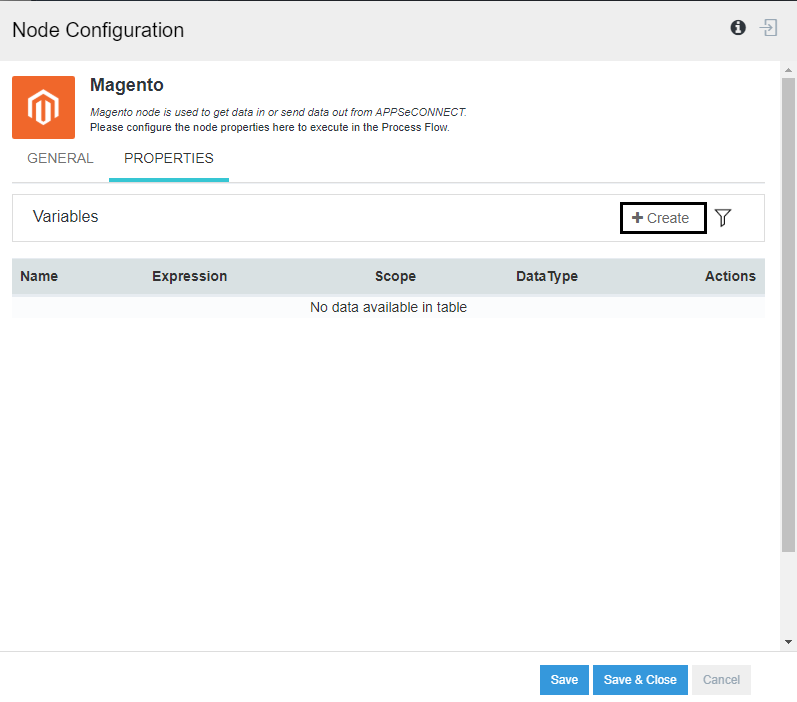 Node Configuration
Magento
Magento node is used to get data in or send data out from APPSeCONNECT.
Please configure the node properties here to execute in the Process Flow.
GENERAL PROPERTIES
Variables + Create
Name Expression Scope DataType Actions
No data available in table
Save Save & Close Cancel